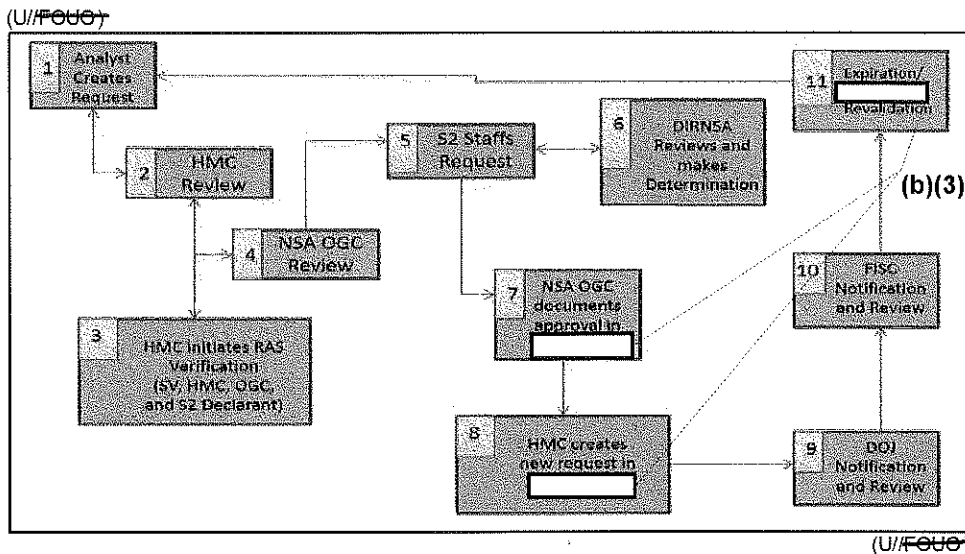 (U//FOUO)
1
Analyst
Creates
Request
2
HMC
Review
3
HMC initiates RAS
verification
(SV, HMC, OGC,
and S2 Declarant)
4
NSA OGC
Review
5
S2 Staffs
Request
6
DIRNSA
Reviews and
makes
Determination
7
NSA OGC
documents
approval in
8
HMC creates
new request in
9
DOJ
Notification
and Review
10
FISC
Notification
and Review
11
Expiration/
Revalidation
(b)(3)
(U//FOUO